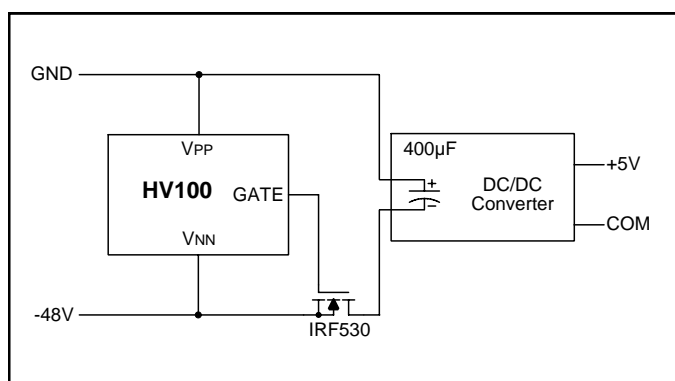 GND
VPP
HV100
GATE
VNN
-48V
IRF530
400µF
+
−
DC/DC
Converter
+5V
COM